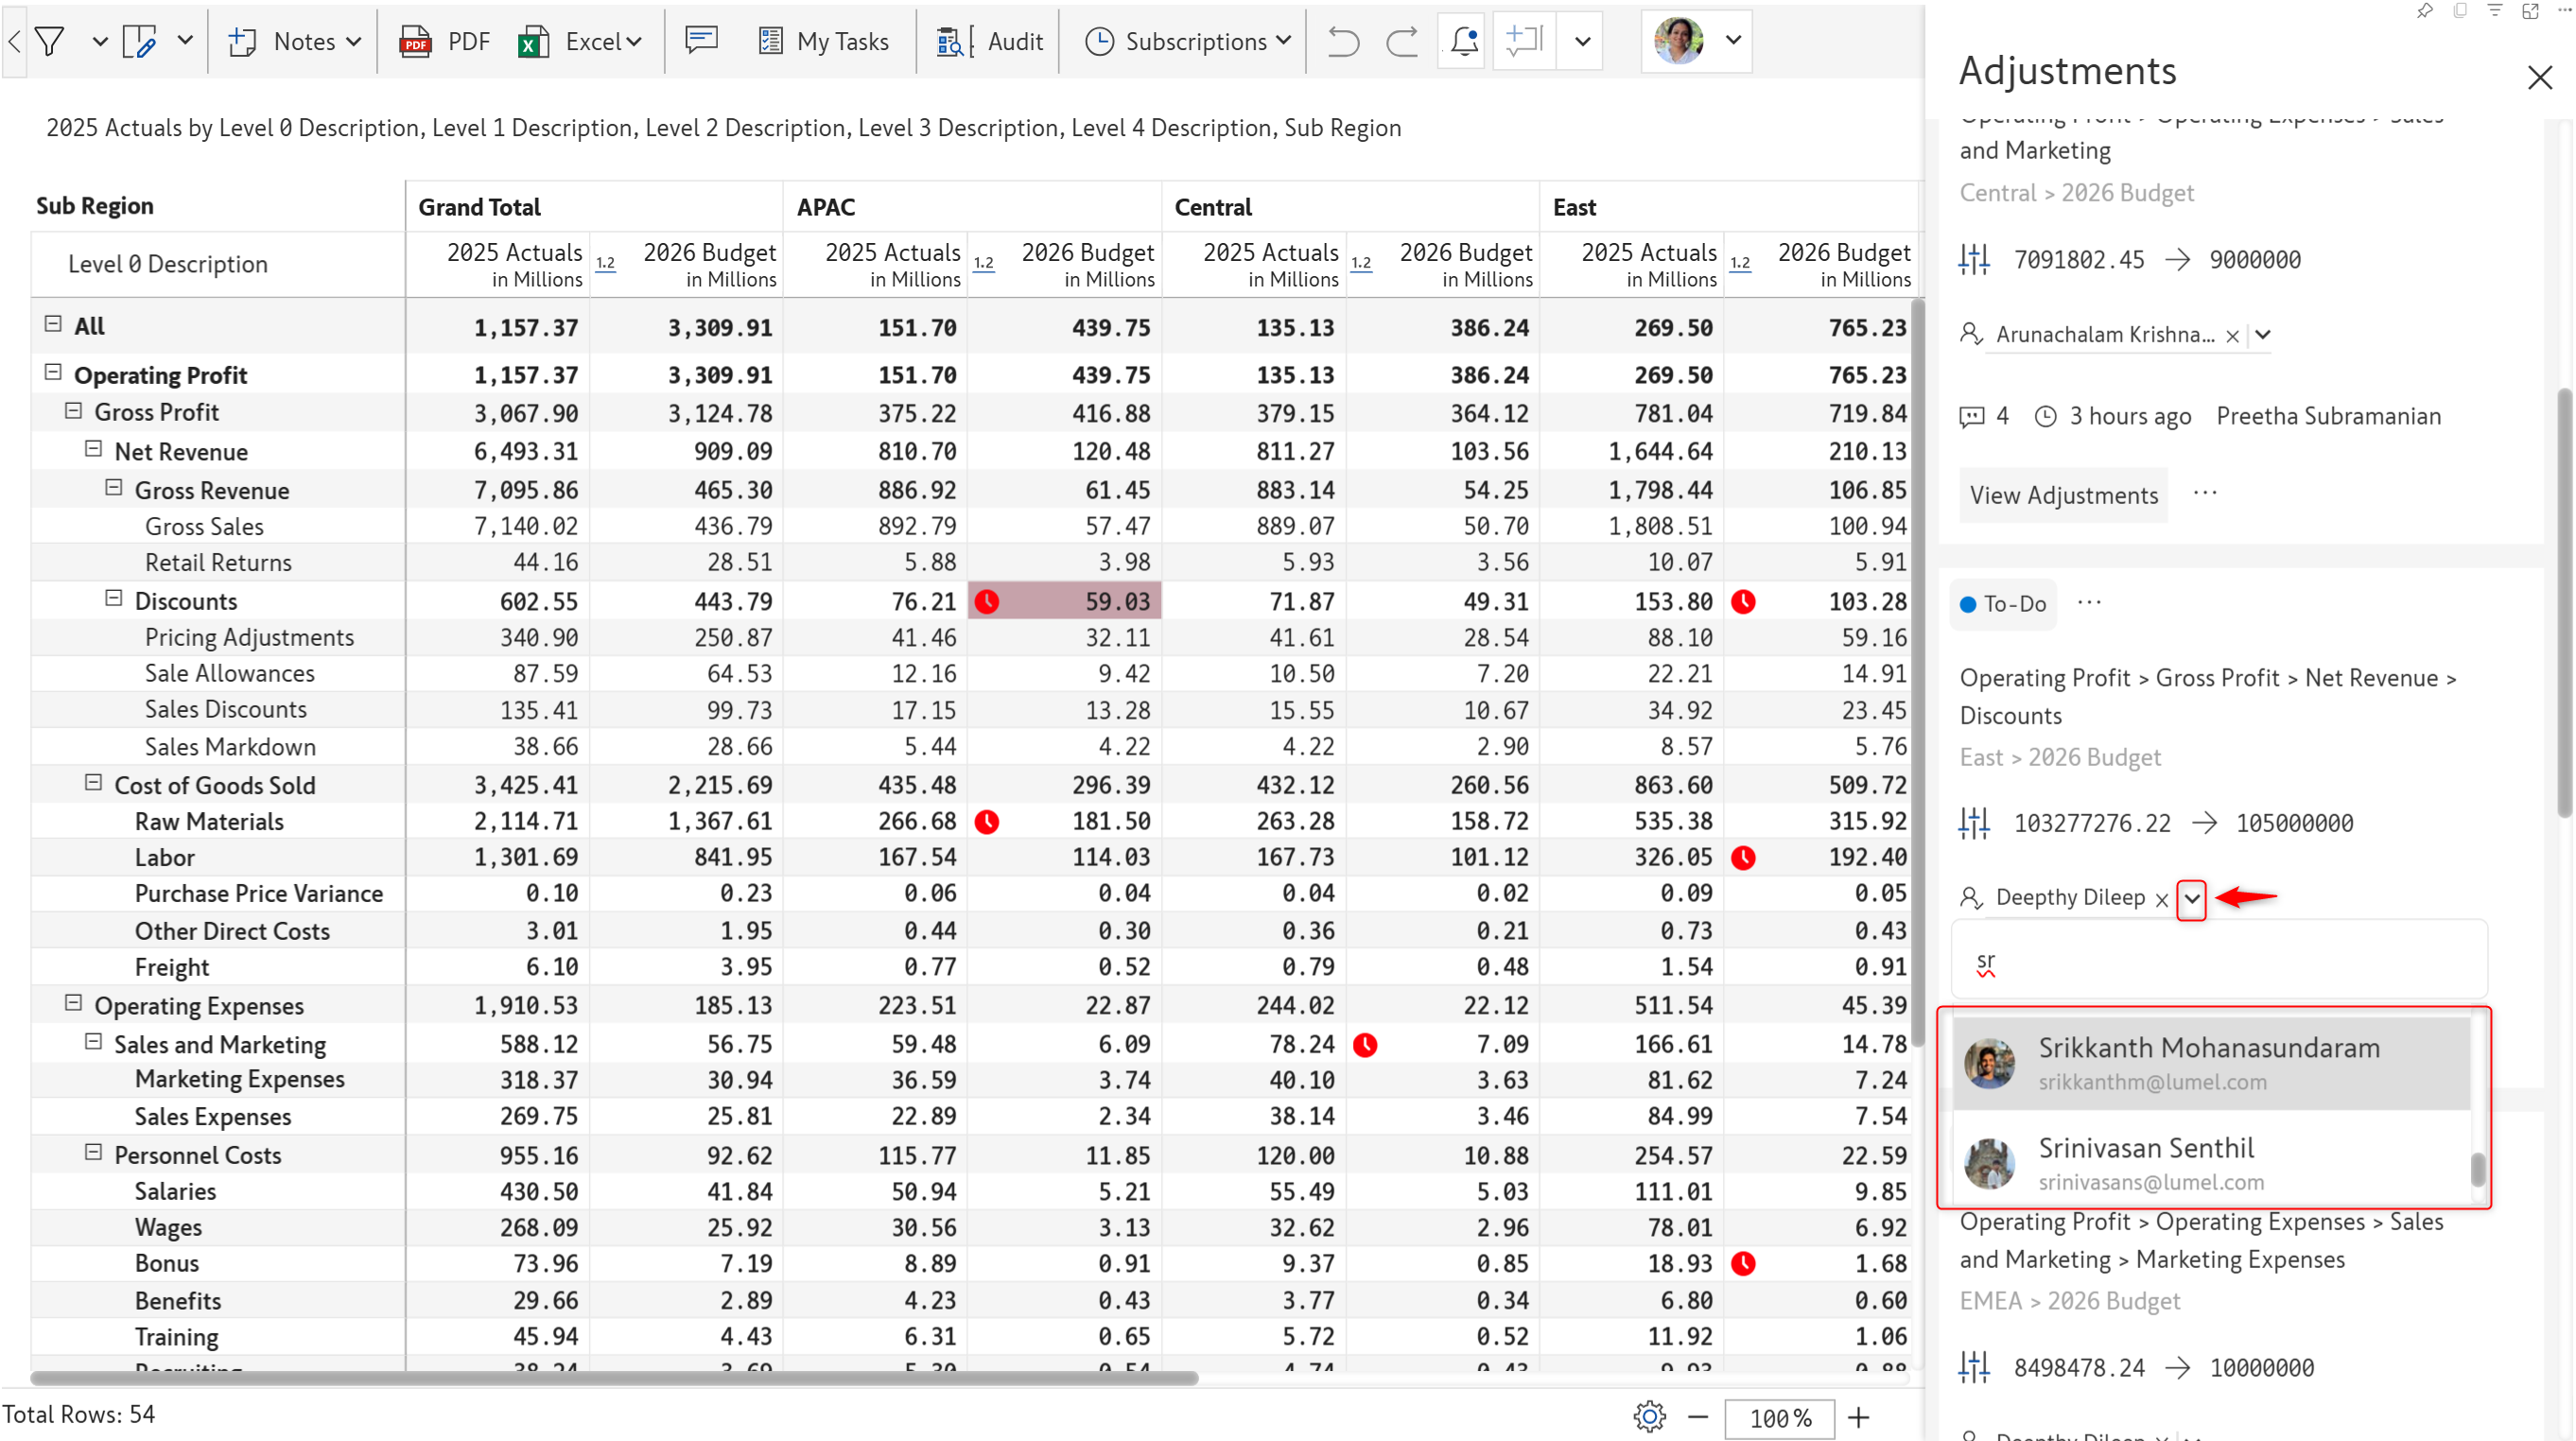 Notes PDF Excel My Tasks Audit Subscriptions
Adjustments
2025 Actuals by Level 0 Description, Level 1 Description, Level 2 Description, Level 3 Description, Level 4 Description, Sub Region
Sub Region Grand Total APAC Central East
Level 0 Description 2025 Actuals 1.2 2026 Budget 2025 Actuals 1.2 2026 Budget 2025 Actuals 1.2 2026 Budget 2025 Actuals 1.2 2026 Budget
in Millions in Millions in Millions in Millions in Millions in Millions in Millions in Millions
All 1,157.37 3,309.91 151.70 439.75 135.13 386.24 269.50 765.23
Operating Profit 1,157.37 3,309.91 151.70 439.75 135.13 386.24 269.50 765.23
Gross Profit 3,067.90 3,124.78 375.22 416.88 379.15 364.12 781.04 719.84
Net Revenue 6,493.31 909.09 810.70 120.48 811.27 103.56 1,644.64 210.13
Gross Revenue 7,095.86 465.30 886.92 61.45 883.14 54.25 1,798.44 106.85
Gross Sales 7,140.02 436.79 892.79 57.47 889.07 50.70 1,808.51 100.94
Retail Returns 44.16 28.51 5.88 3.98 5.93 3.56 10.07 5.91
Discounts 602.55 443.79 76.21 59.03 71.87 49.31 153.80 103.28
Pricing Adjustments 340.90 250.87 41.46 32.11 41.61 28.54 88.10 59.16
Sale Allowances 87.59 64.53 12.16 9.42 10.50 7.20 22.21 14.91
Sales Discounts 135.41 99.73 17.15 13.28 15.55 10.67 34.92 23.45
Sales Markdown 38.66 28.66 5.44 4.22 4.22 2.90 8.57 5.76
Cost of Goods Sold 3,425.41 2,215.69 435.48 296.39 432.12 260.56 863.60 509.72
Raw Materials 2,114.71 1,367.61 266.68 181.50 263.28 158.72 535.38 315.92
Labor 1,301.69 841.95 167.54 114.03 167.73 101.12 326.05 192.40
Purchase Price Variance 0.10 0.23 0.06 0.04 0.04 0.02 0.09 0.05
Other Direct Costs 3.01 1.95 0.44 0.30 0.36 0.21 0.73 0.43
Freight 6.10 3.95 0.77 0.52 0.79 0.48 1.54 0.91
Operating Expenses 1,910.53 185.13 223.51 22.87 244.02 22.12 511.54 45.39
Sales and Marketing 588.12 56.75 59.48 6.09 78.24 7.09 166.61 14.78
Marketing Expenses 318.37 30.94 36.59 3.74 40.10 3.63 81.62 7.24
Sales Expenses 269.75 25.81 22.89 2.34 38.14 3.46 84.99 7.54
Personnel Costs 955.16 92.62 115.77 11.85 120.00 10.88 254.57 22.59
Salaries 430.50 41.84 50.94 5.21 55.49 5.03 111.01 9.85
Wages 268.09 25.92 30.56 3.13 32.62 2.96 78.01 6.92
Bonus 73.96 7.19 8.89 0.91 9.37 0.85 18.93 1.68
Benefits 29.66 2.89 4.23 0.43 3.77 0.34 6.80 0.60
Training 45.94 4.43 6.31 0.65 5.72 0.52 11.92 1.06
Recruiting 38.24 3.69 5.30 0.54 4.74 0.43 9.93 0.88
Total Rows: 54
100%
Operating Profit > Operating Expenses > Sales
and Marketing
Central > 2026 Budget
7091802.45 → 9000000
Arunachalam Krishna... ×
4 3 hours ago Preetha Subramanian
View Adjustments ...
To-Do ...
Operating Profit > Gross Profit > Net Revenue >
Discounts
East > 2026 Budget
103277276.22 → 105000000
Deepthy Dileep ×
sr
Srikkanth Mohanasundaram
srikkanthm@lumel.com
Srinivasan Senthil
srinivasans@lumel.com
Operating Profit > Operating Expenses > Sales
and Marketing > Marketing Expenses
EMEA > 2026 Budget
8498478.24 → 10000000
Deepthy Dileep ×